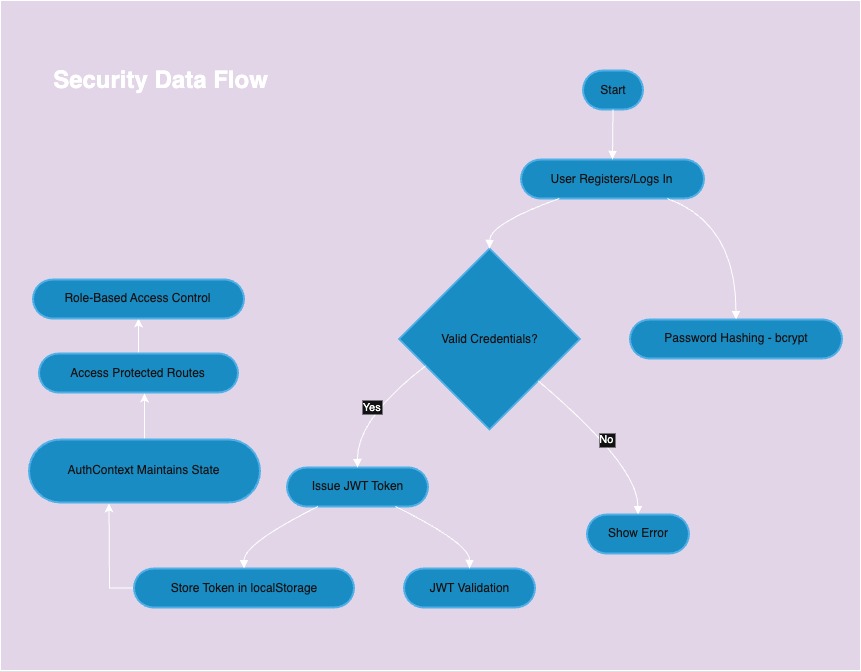 Security Data Flow
Start
User Registers/Logs In
Role-Based Access Control
Valid Credentials?
Password Hashing - bcrypt
Access Protected Routes
Yes
No
AuthContext Maintains State
Issue JWT Token
Show Error
Store Token in localStorage
JWT Validation